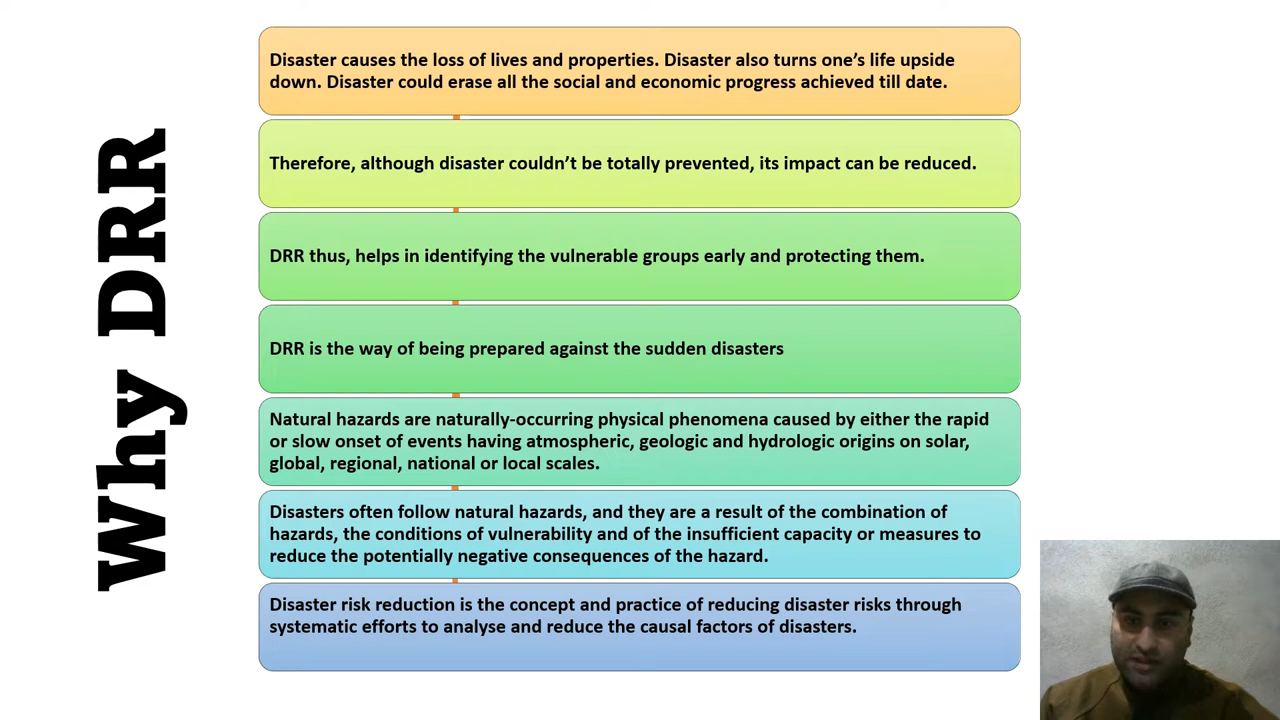 Why DRR
Disaster causes the loss of lives and properties. Disaster also turns one’s life upside
down. Disaster could erase all the social and economic progress achieved till date.
Therefore, although disaster couldn’t be totally prevented, its impact can be reduced.
DRR thus, helps in identifying the vulnerable groups early and protecting them.
DRR is the way of being prepared against the sudden disasters
Natural hazards are naturally-occurring physical phenomena caused by either the rapid
or slow onset of events having atmospheric, geologic and hydrologic origins on solar,
global, regional, national or local scales.
Disasters often follow natural hazards, and they are a result of the combination of
hazards, the conditions of vulnerability and of the insufficient capacity or measures to
reduce the potentially negative consequences of the hazard.
Disaster risk reduction is the concept and practice of reducing disaster risks through
systematic efforts to analyse and reduce the causal factors of disasters.